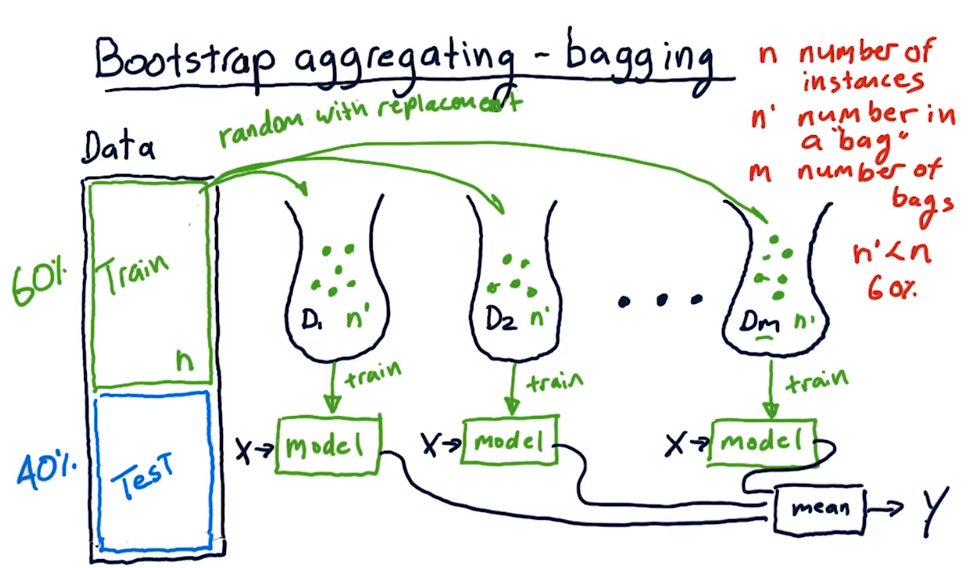 Bootstrap aggregating - bagging
random with replacement
n number of
instances
n' number in
a "bag"
m number of
bags
n'<n
60%
Data
60%
Train
n
40%
Test
D1 n'
D2 n'
...
Dm n'
train
train
train
X→ model
X→ model
X→ model
mean → Y